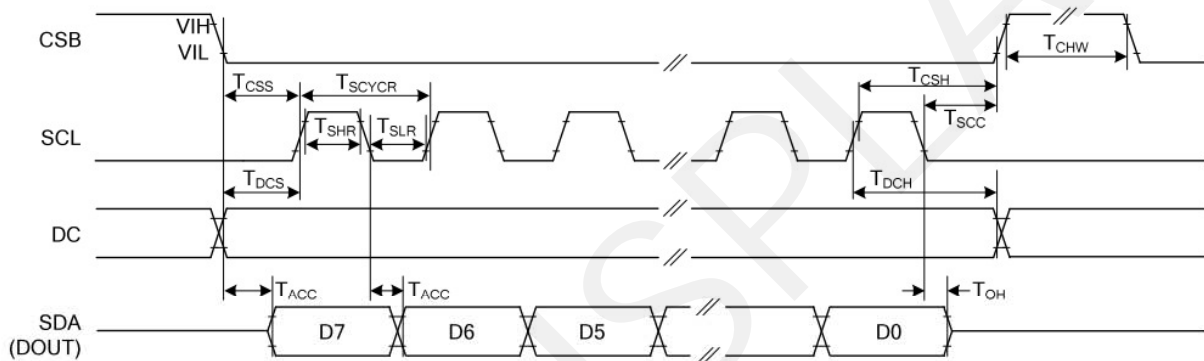 CSB
VIH
VIL
TCHW
TCSS
TSCYCR
TCSH
SCL
TSHR
TSLR
TSCC
TDCS
TDCH
DC
TACC
TACC
TOH
SDA
(DOUT)
D7
D6
D5
D0